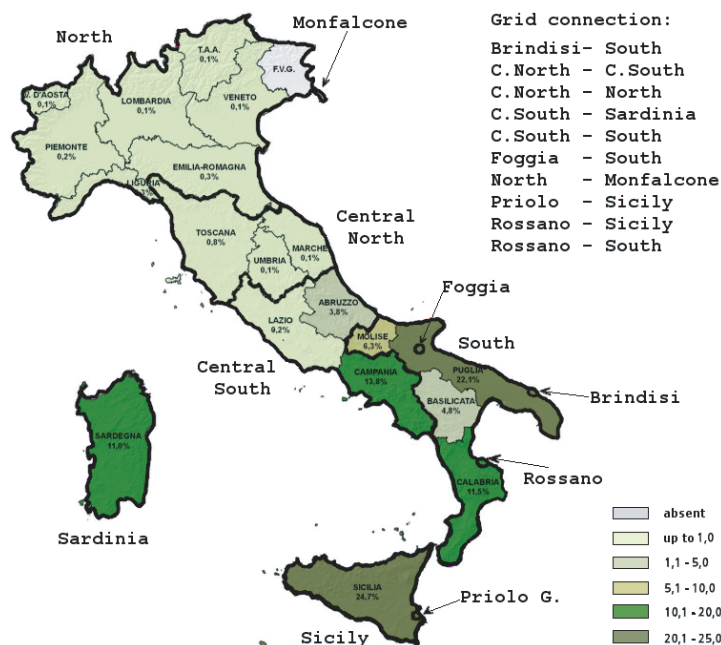 North
Monfalcone
Grid connection:
Brindisi- South
C.North - C.South
C.North - North
C.South - Sardinia
C.South - South
Foggia - South
North - Monfalcone
Priolo - Sicily
Rossano - Sicily
Rossano - South
T.A.A.
0,1%
F.V.G.
V. D'AOSTA
0,1%
LOMBARDIA
0,1%
VENETO
0,1%
PIEMONTE
0,2%
EMILIA-ROMAGNA
0,3%
LIGURIA
Central
North
TOSCANA
0,8%
MARCHE
0,1%
UMBRIA
0,1%
Foggia
ABRUZZO
3,8%
LAZIO
0,2%
MOLISE
6,3%
South
Central
South
CAMPANIA
13,8%
PUGLIA
22,1%
BASILICATA
4,8%
Brindisi
SARDEGNA
11,0%
Rossano
CALABRIA
11,5%
Sardinia
absent
up to 1,0
1,1 - 5,0
5,1 - 10,0
10,1 - 20,0
20,1 - 25,0
SICILIA
24,7%
Priolo G.
Sicily